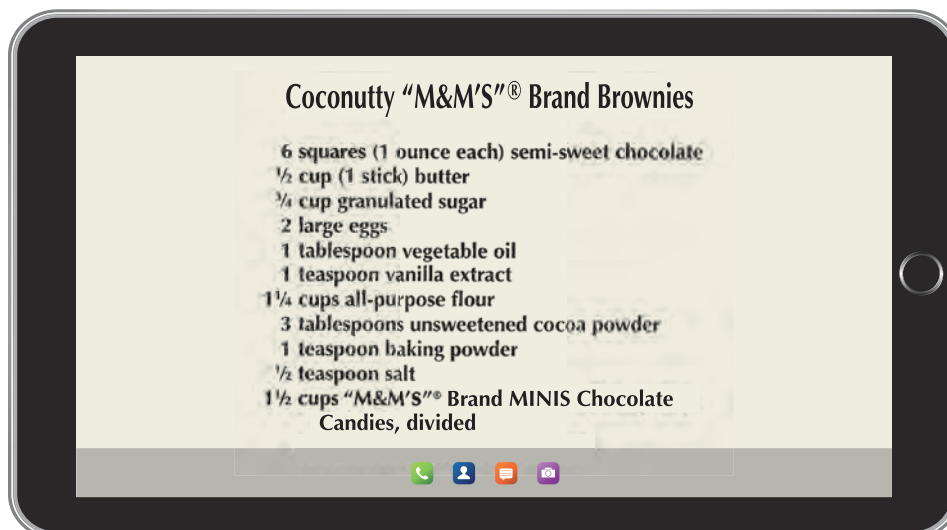 Coconutty “M&M’S”® Brand Brownies
6 squares (1 ounce each) semi-sweet chocolate
½ cup (1 stick) butter
¾ cup granulated sugar
2 large eggs
1 tablespoon vegetable oil
1 teaspoon vanilla extract
1¼ cups all-purpose flour
3 tablespoons unsweetened cocoa powder
1 teaspoon baking powder
½ teaspoon salt
1½ cups “M&M’S”® Brand MINIS Chocolate
Candies, divided